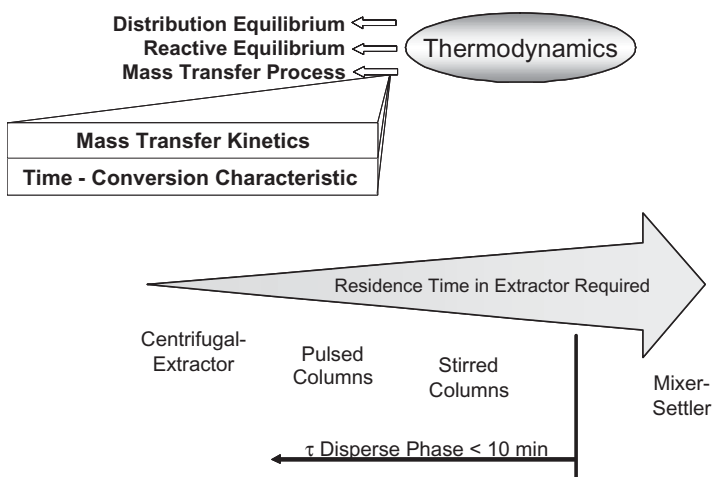 Distribution Equilibrium
Reactive Equilibrium
Mass Transfer Process
Thermodynamics
Mass Transfer Kinetics
Time - Conversion Characteristic
Residence Time in Extractor Required
Centrifugal-
Extractor
Pulsed
Columns
Stirred
Columns
Mixer-
Settler
τ Disperse Phase < 10 min